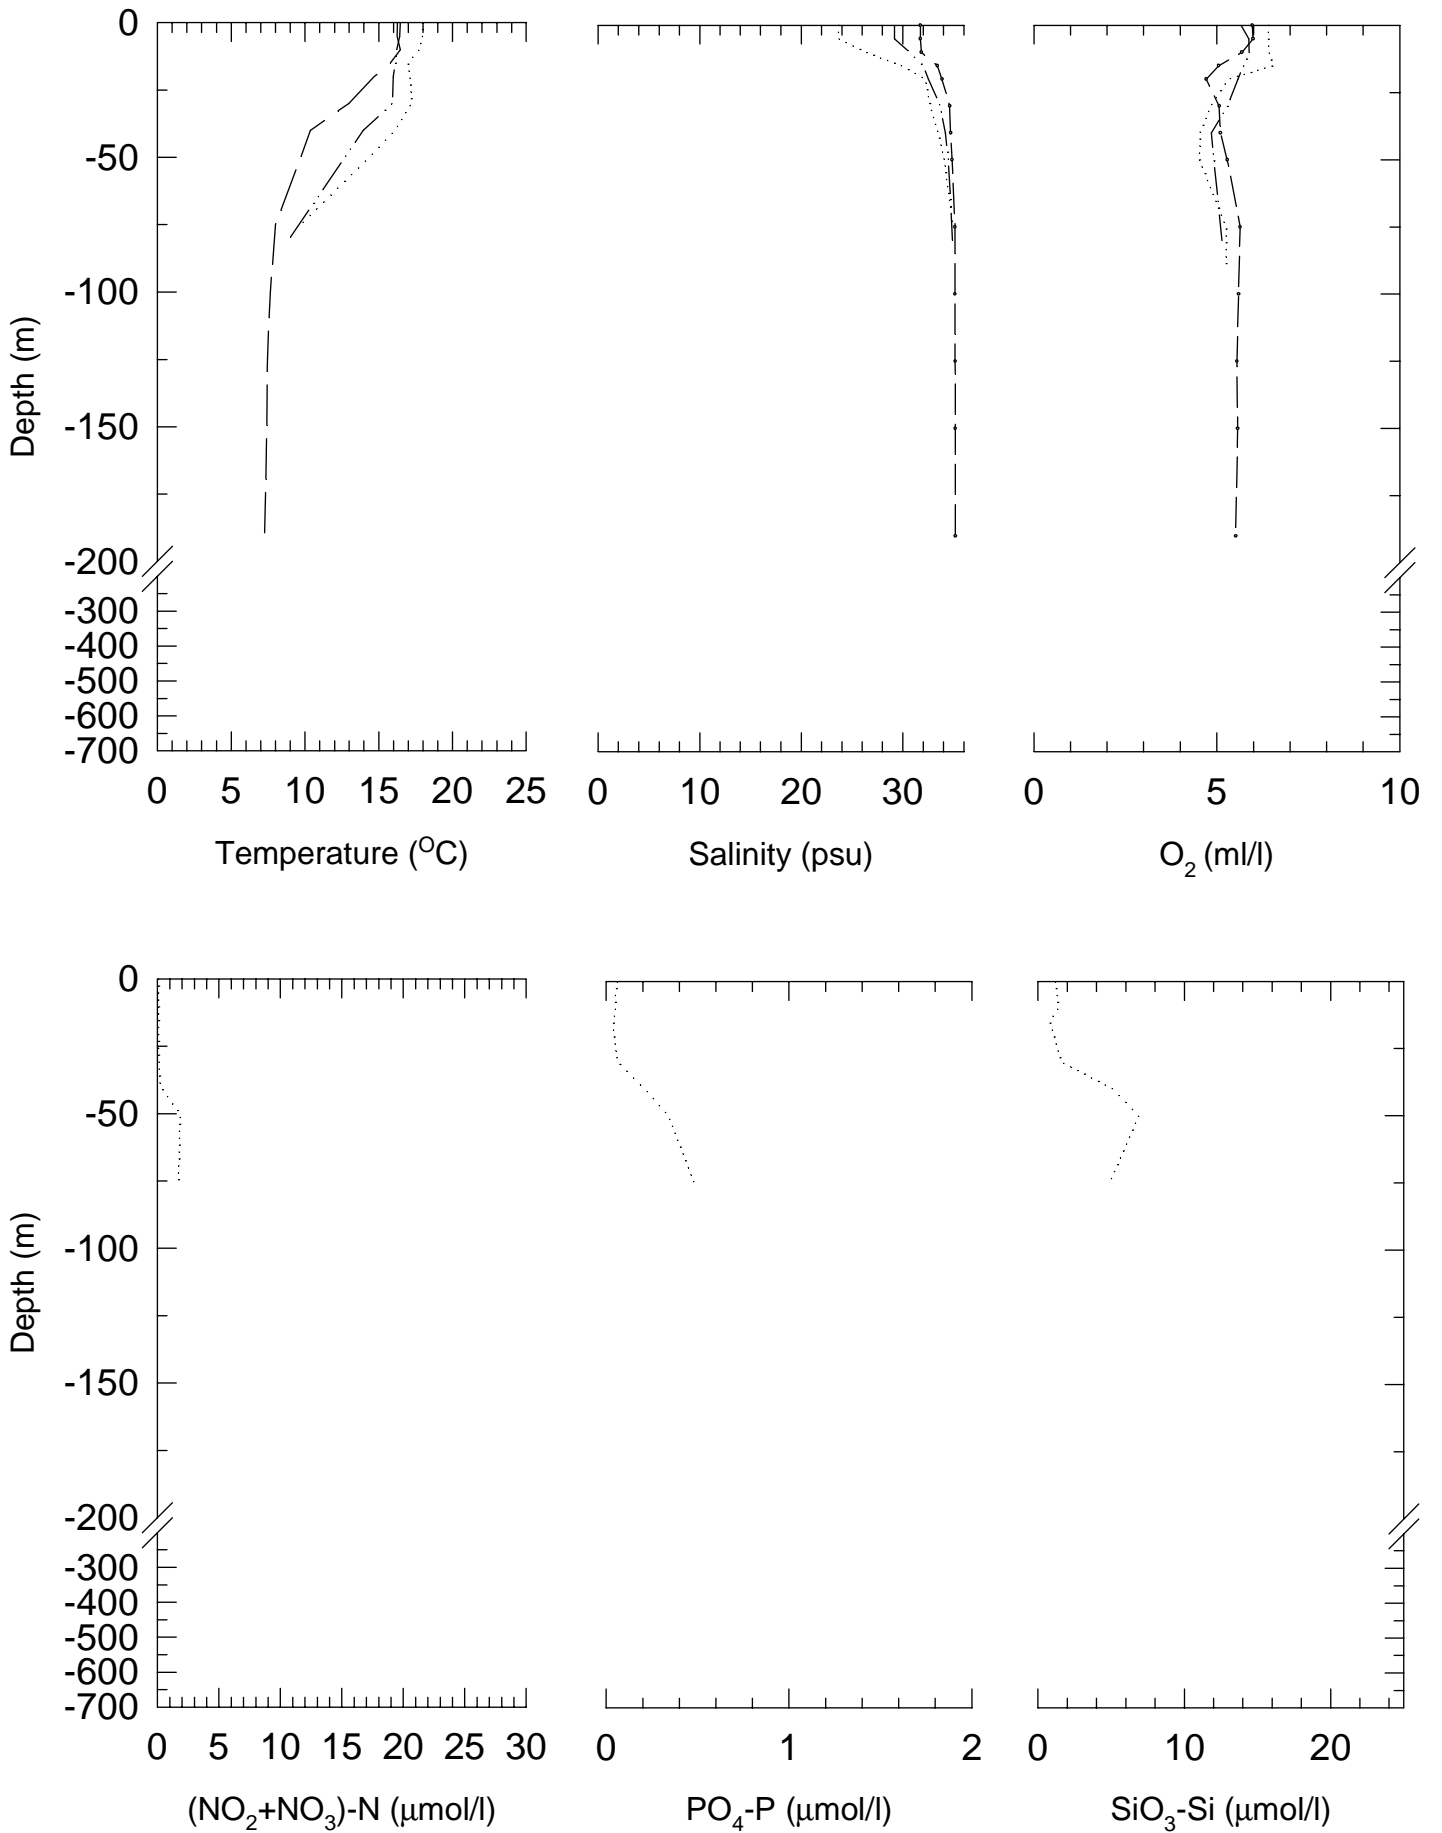 0
-50
-100
-150
-200
-300
-400
-500
-600
-700
Depth (m)
0 5 10 15 20 25
Temperature (OC)
0 10 20 30
Salinity (psu)
0 5 10
O2 (ml/l)
0
-50
-100
-150
-200
-300
-400
-500
-600
-700
Depth (m)
0 5 10 15 20 25 30
(NO2+NO3)-N (μmol/l)
0 1 2
PO4-P (μmol/l)
0 10 20
SiO3-Si (μmol/l)